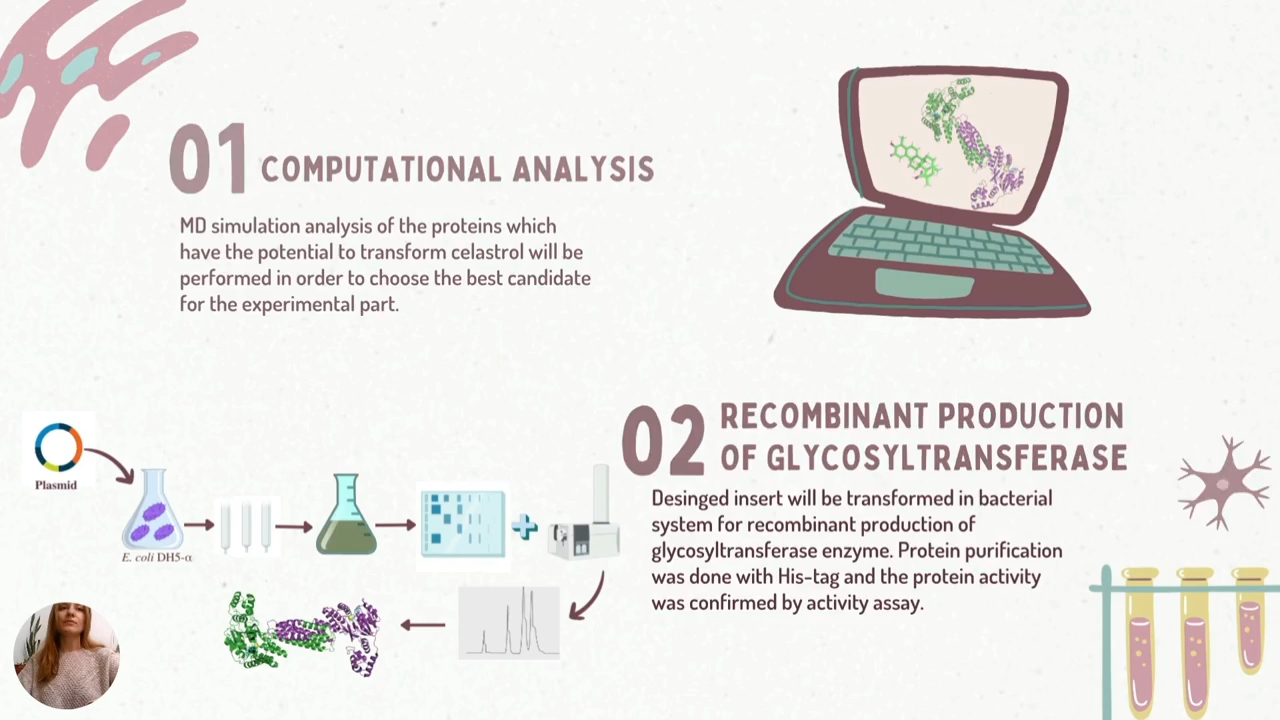 01 COMPUTATIONAL ANALYSIS
MD simulation analysis of the proteins which
have the potential to transform celastrol will be
performed in order to choose the best candidate
for the experimental part.
02 RECOMBINANT PRODUCTION
OF GLYCOSYLTRANSFERASE
Desinged insert will be transformed in bacterial
system for recombinant production of
glycosyltransferase enzyme. Protein purification
was done with His-tag and the protein activity
was confirmed by activity assay.
Plasmid
E. coli DH5-α